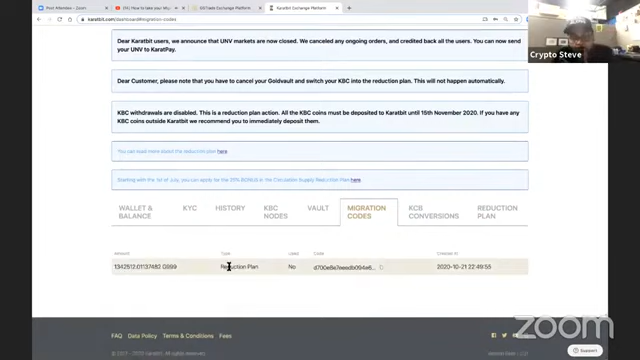 Post Attendee - Zoom
(31) How to take your Migra
GSTrade Exchange Platform
Karatbit Exchange Platform
karatbit.com/dashboard#migration-codes
Crypto Steve
Dear Karatbit users, we announce that UNV markets are now closed. We canceled any ongoing orders, and credited back all the users. You can now send
your UNV to KaratPay.
Dear Customer, please note that you have to cancel your Goldvault and switch your KBC into the reduction plan. This will not happen automatically.
KBC withdrawals are disabled. This is a reduction plan action. All the KBC coins must be deposited to Karatbit until 15th November 2020. If you have any
KBC coins outside Karatbit we recommend you to immediately deposit them.
You can read more about the reduction plan here
Starting with the 1st of July, you can apply for the 25% BONUS in the Circulation Supply Reduction Plan here
WALLET & BALANCE
KYC
HISTORY
KBC NODES
VAULT
MIGRATION CODES
KCB CONVERSIONS
REDUCTION PLAN
Amount
Type
Used
Code
Created At
1342512.01137482 G999
Reduction Plan
No
d700e8s7eeedb094e6...
2020-10-21 22:49:55
FAQ
Data Policy
Terms & Conditions
Fees
zoom
Support